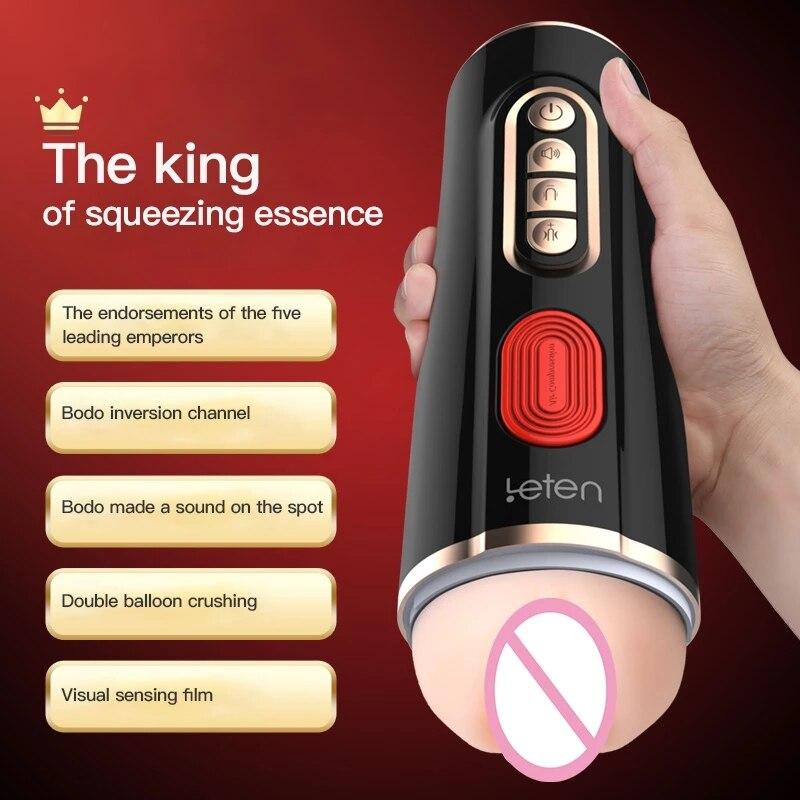 The king
of squeezing essence
The endorsements of the five
leading emperors
Bodo inversion channel
Bodo made a sound on the spot
Double balloon crushing
Visual sensing film
leten